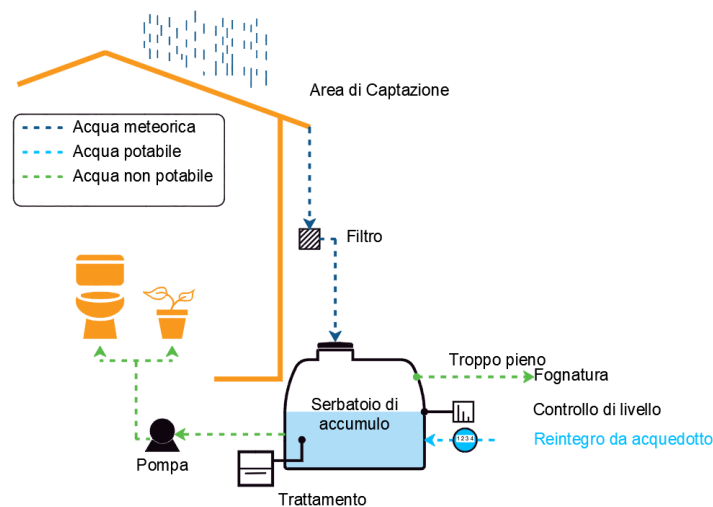 Area di Captazione
Acqua meteorica
Acqua potabile
Acqua non potabile
Filtro
Troppo pieno
Fognatura
Serbatoio di
accumulo
Controllo di livello
1234
Reintegro da acquedotto
Pompa
Trattamento